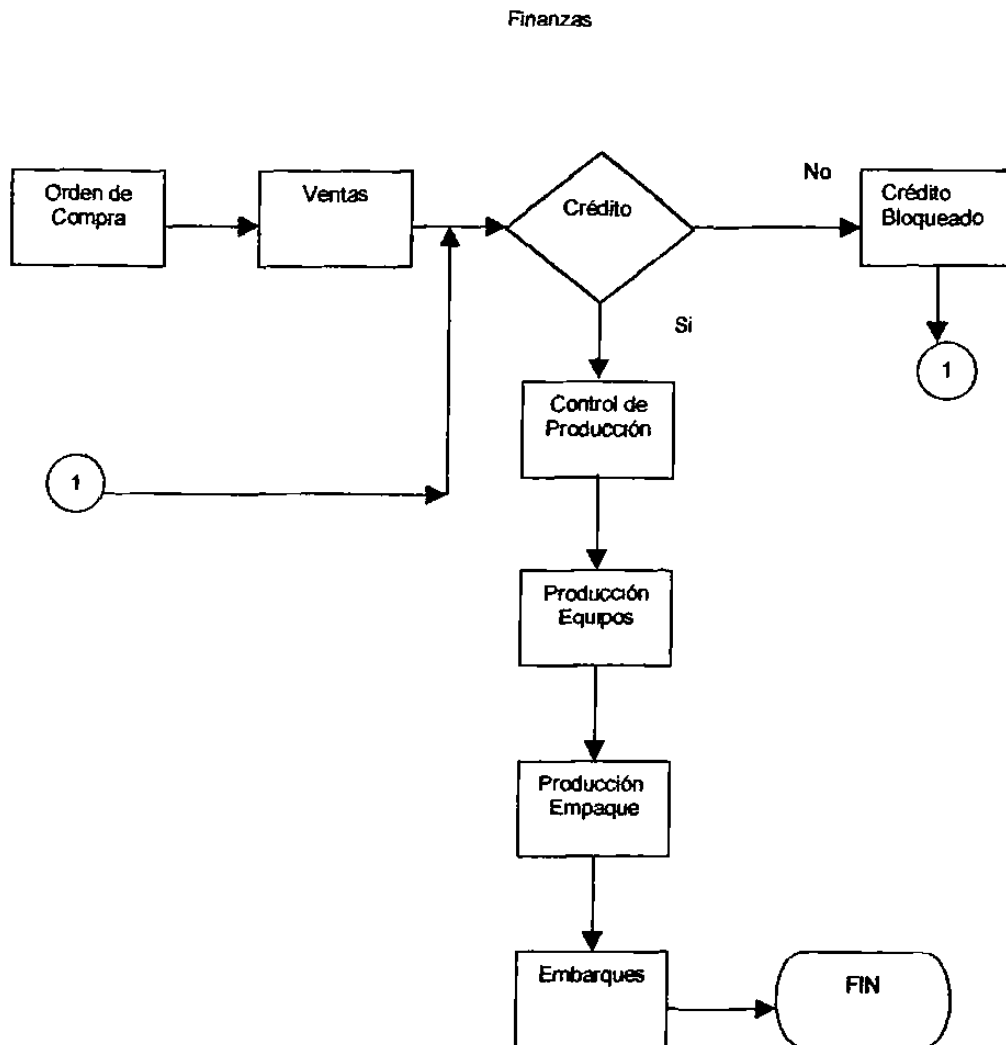 Finanzas
Orden de
Compra
Ventas
Crédito
No
Crédito
Bloqueado
Si
1
Control de
Producción
1
Producción
Equipos
Producción
Empaque
Embarques
FIN